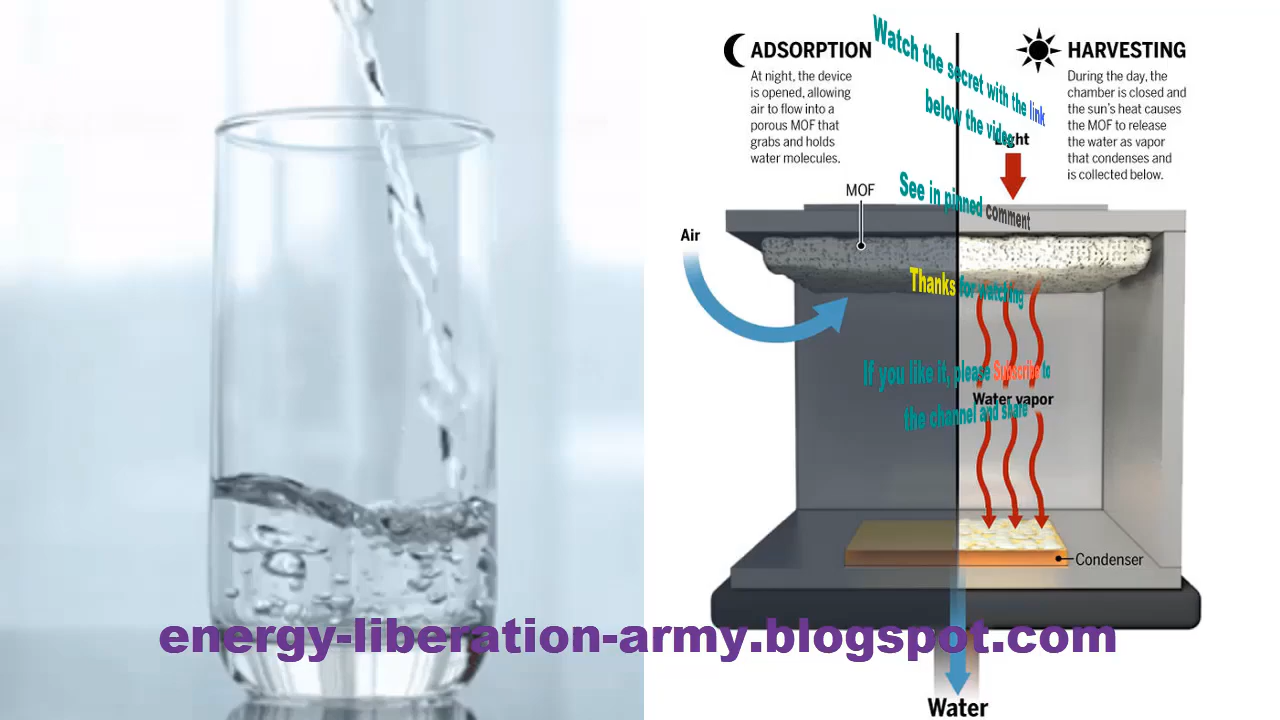 ADSORPTION
At night, the device
is opened, allowing
air to flow into a
porous MOF that
grabs and holds
water molecules.
HARVESTING
During the day, the
chamber is closed and
the sun's heat causes
the MOF to release
the water as vapor
that condenses and
is collected below.
Watch the secret with the link
below the video
Light
See in pinned comment
MOF
Air
Thanks for watching
If you like it, please Subscribe to
the channel and share
Water vapor
Condenser
energy-liberation-army.blogspot.com
Water